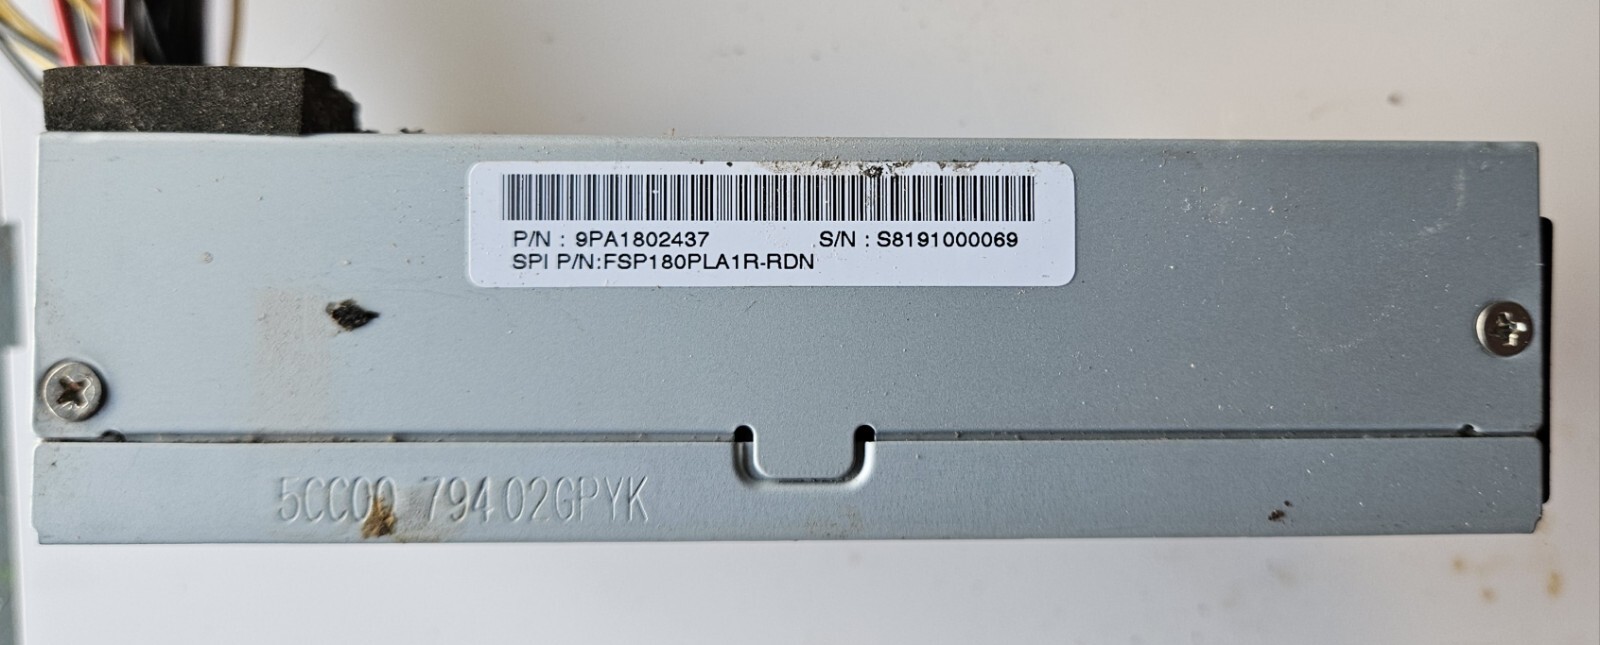 P/N : 9PA1802437 S/N : S8191000069
SPI P/N:FSP180PLA1R-RDN
5CC00 794 02GPYK